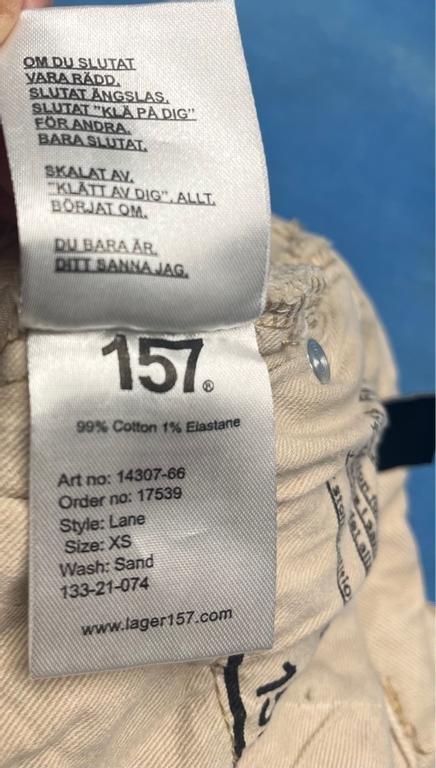 OM DU SLUTAT
VARA RÄDD.
SLUTAT ÄNGSLAS.
SLUTAT "KLÄ PÅ DIG"
FÖR ANDRA.
BARA SLUTAT.
SKALAT AV.
"KLÄTT AV DIG". ALLT.
BÖRJAT OM.
DU BARA ÄR.
DITT SANNA JAG.
157®
99% Cotton 1% Elastane
Art no: 14307-66
Order no: 17539
Style: Lane
Size: XS
Wash: Sand
133-21-074
www.lager157.com